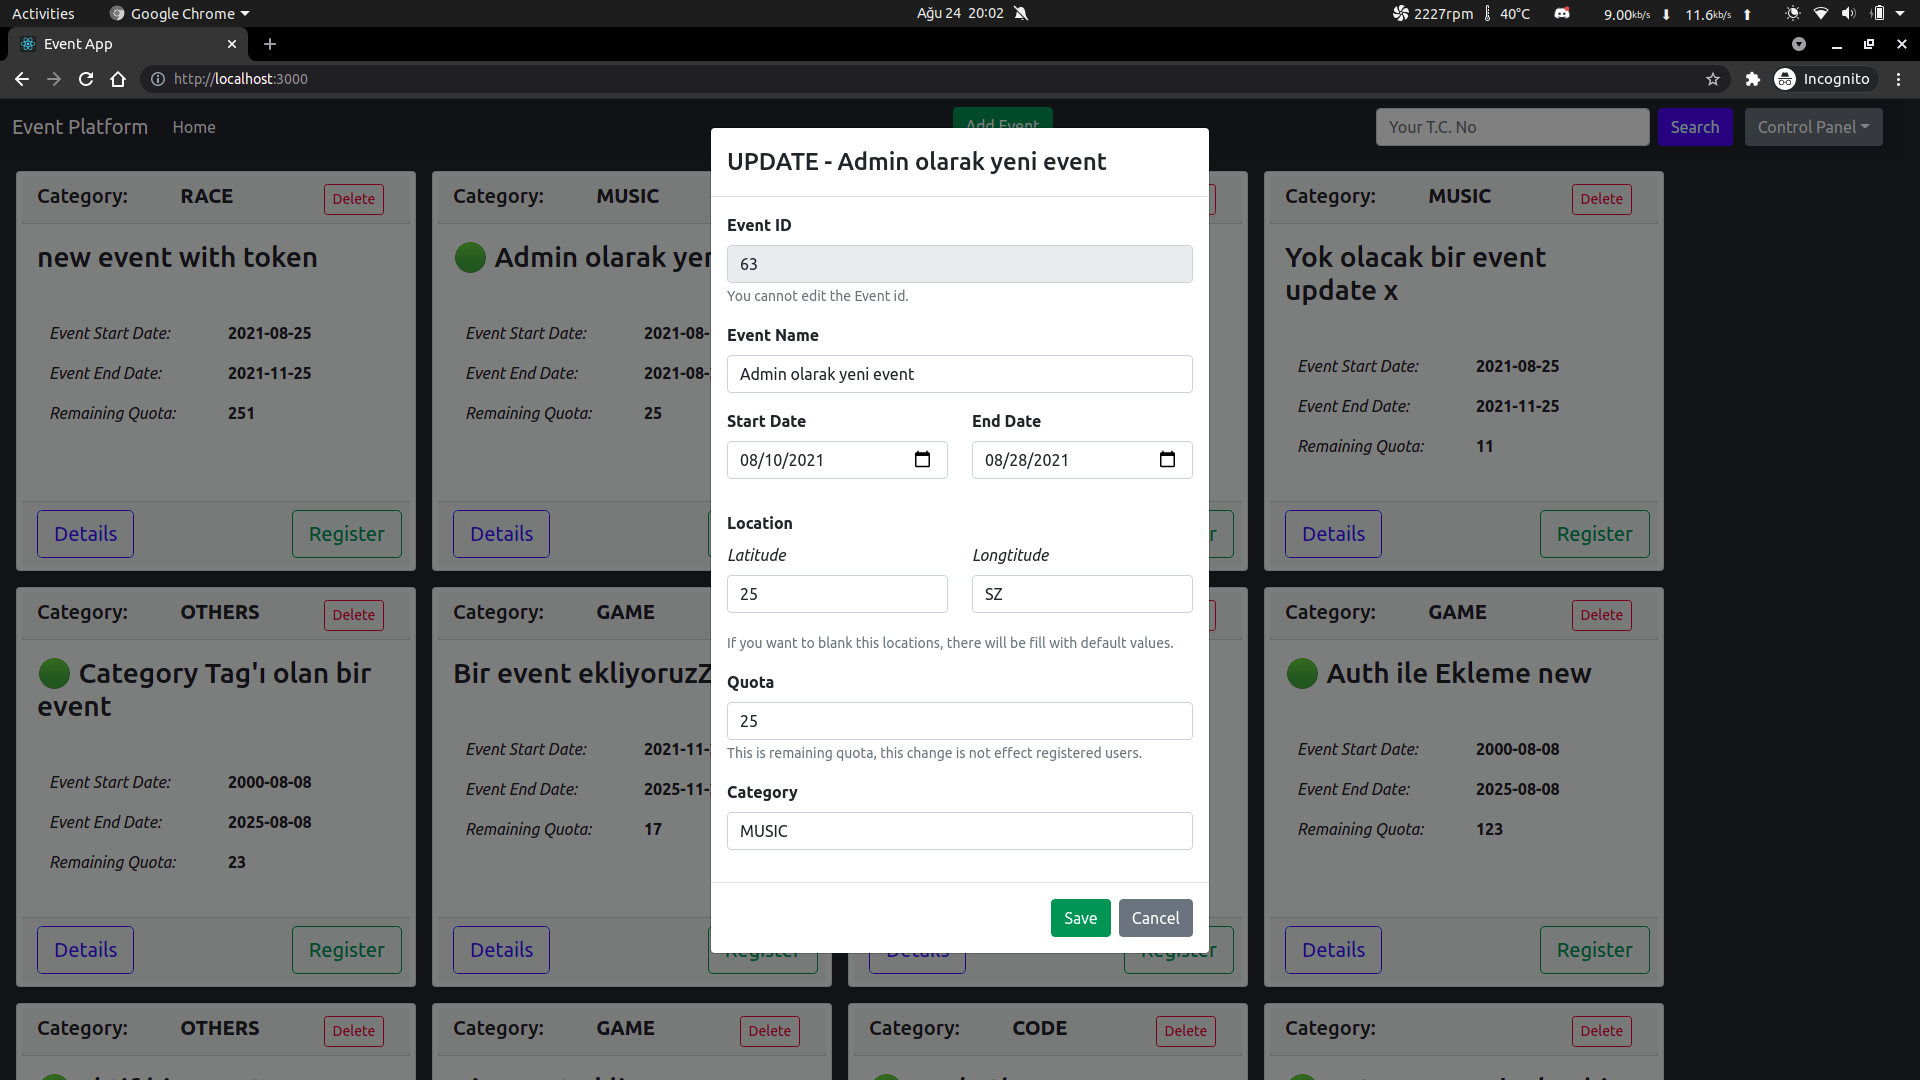 Activities Google Chrome Ağu 24 20:02 2227rpm 40°C 9.00kb/s 11.6kb/s
Event App
http://localhost:3000 Incognito
Event Platform Home Add Event Your T.C. No Search Control Panel
UPDATE - Admin olarak yeni event
Event ID
63
You cannot edit the Event id.
Event Name
Admin olarak yeni event
Start Date End Date
08/10/2021 08/28/2021
Location
Latitude Longtitude
25 SZ
If you want to blank this locations, there will be fill with default values.
Quota
25
This is remaining quota, this change is not effect registered users.
Category
MUSIC
Save Cancel
Category: RACE Delete
new event with token
Event Start Date: 2021-08-25
Event End Date: 2021-11-25
Remaining Quota: 251
Details Register
Category: MUSIC
Admin olarak yer
Event Start Date: 2021-08-
Event End Date: 2021-08-
Remaining Quota: 25
Details
Category: MUSIC Delete
Yok olacak bir event
update x
Event Start Date: 2021-08-25
Event End Date: 2021-11-25
Remaining Quota: 11
Details Register
Category: OTHERS Delete
Category Tag'ı olan bir
event
Event Start Date: 2000-08-08
Event End Date: 2025-08-08
Remaining Quota: 23
Details Register
Category: GAME
Bir event ekliyoruzZ
Event Start Date: 2021-11-
Event End Date: 2025-11-
Remaining Quota: 17
Details Register
Details Register
Category: GAME Delete
Auth ile Ekleme new
Event Start Date: 2000-08-08
Event End Date: 2025-08-08
Remaining Quota: 123
Details Register
Category: OTHERS Delete
Category: GAME Delete
Category: CODE Delete
Category: Delete